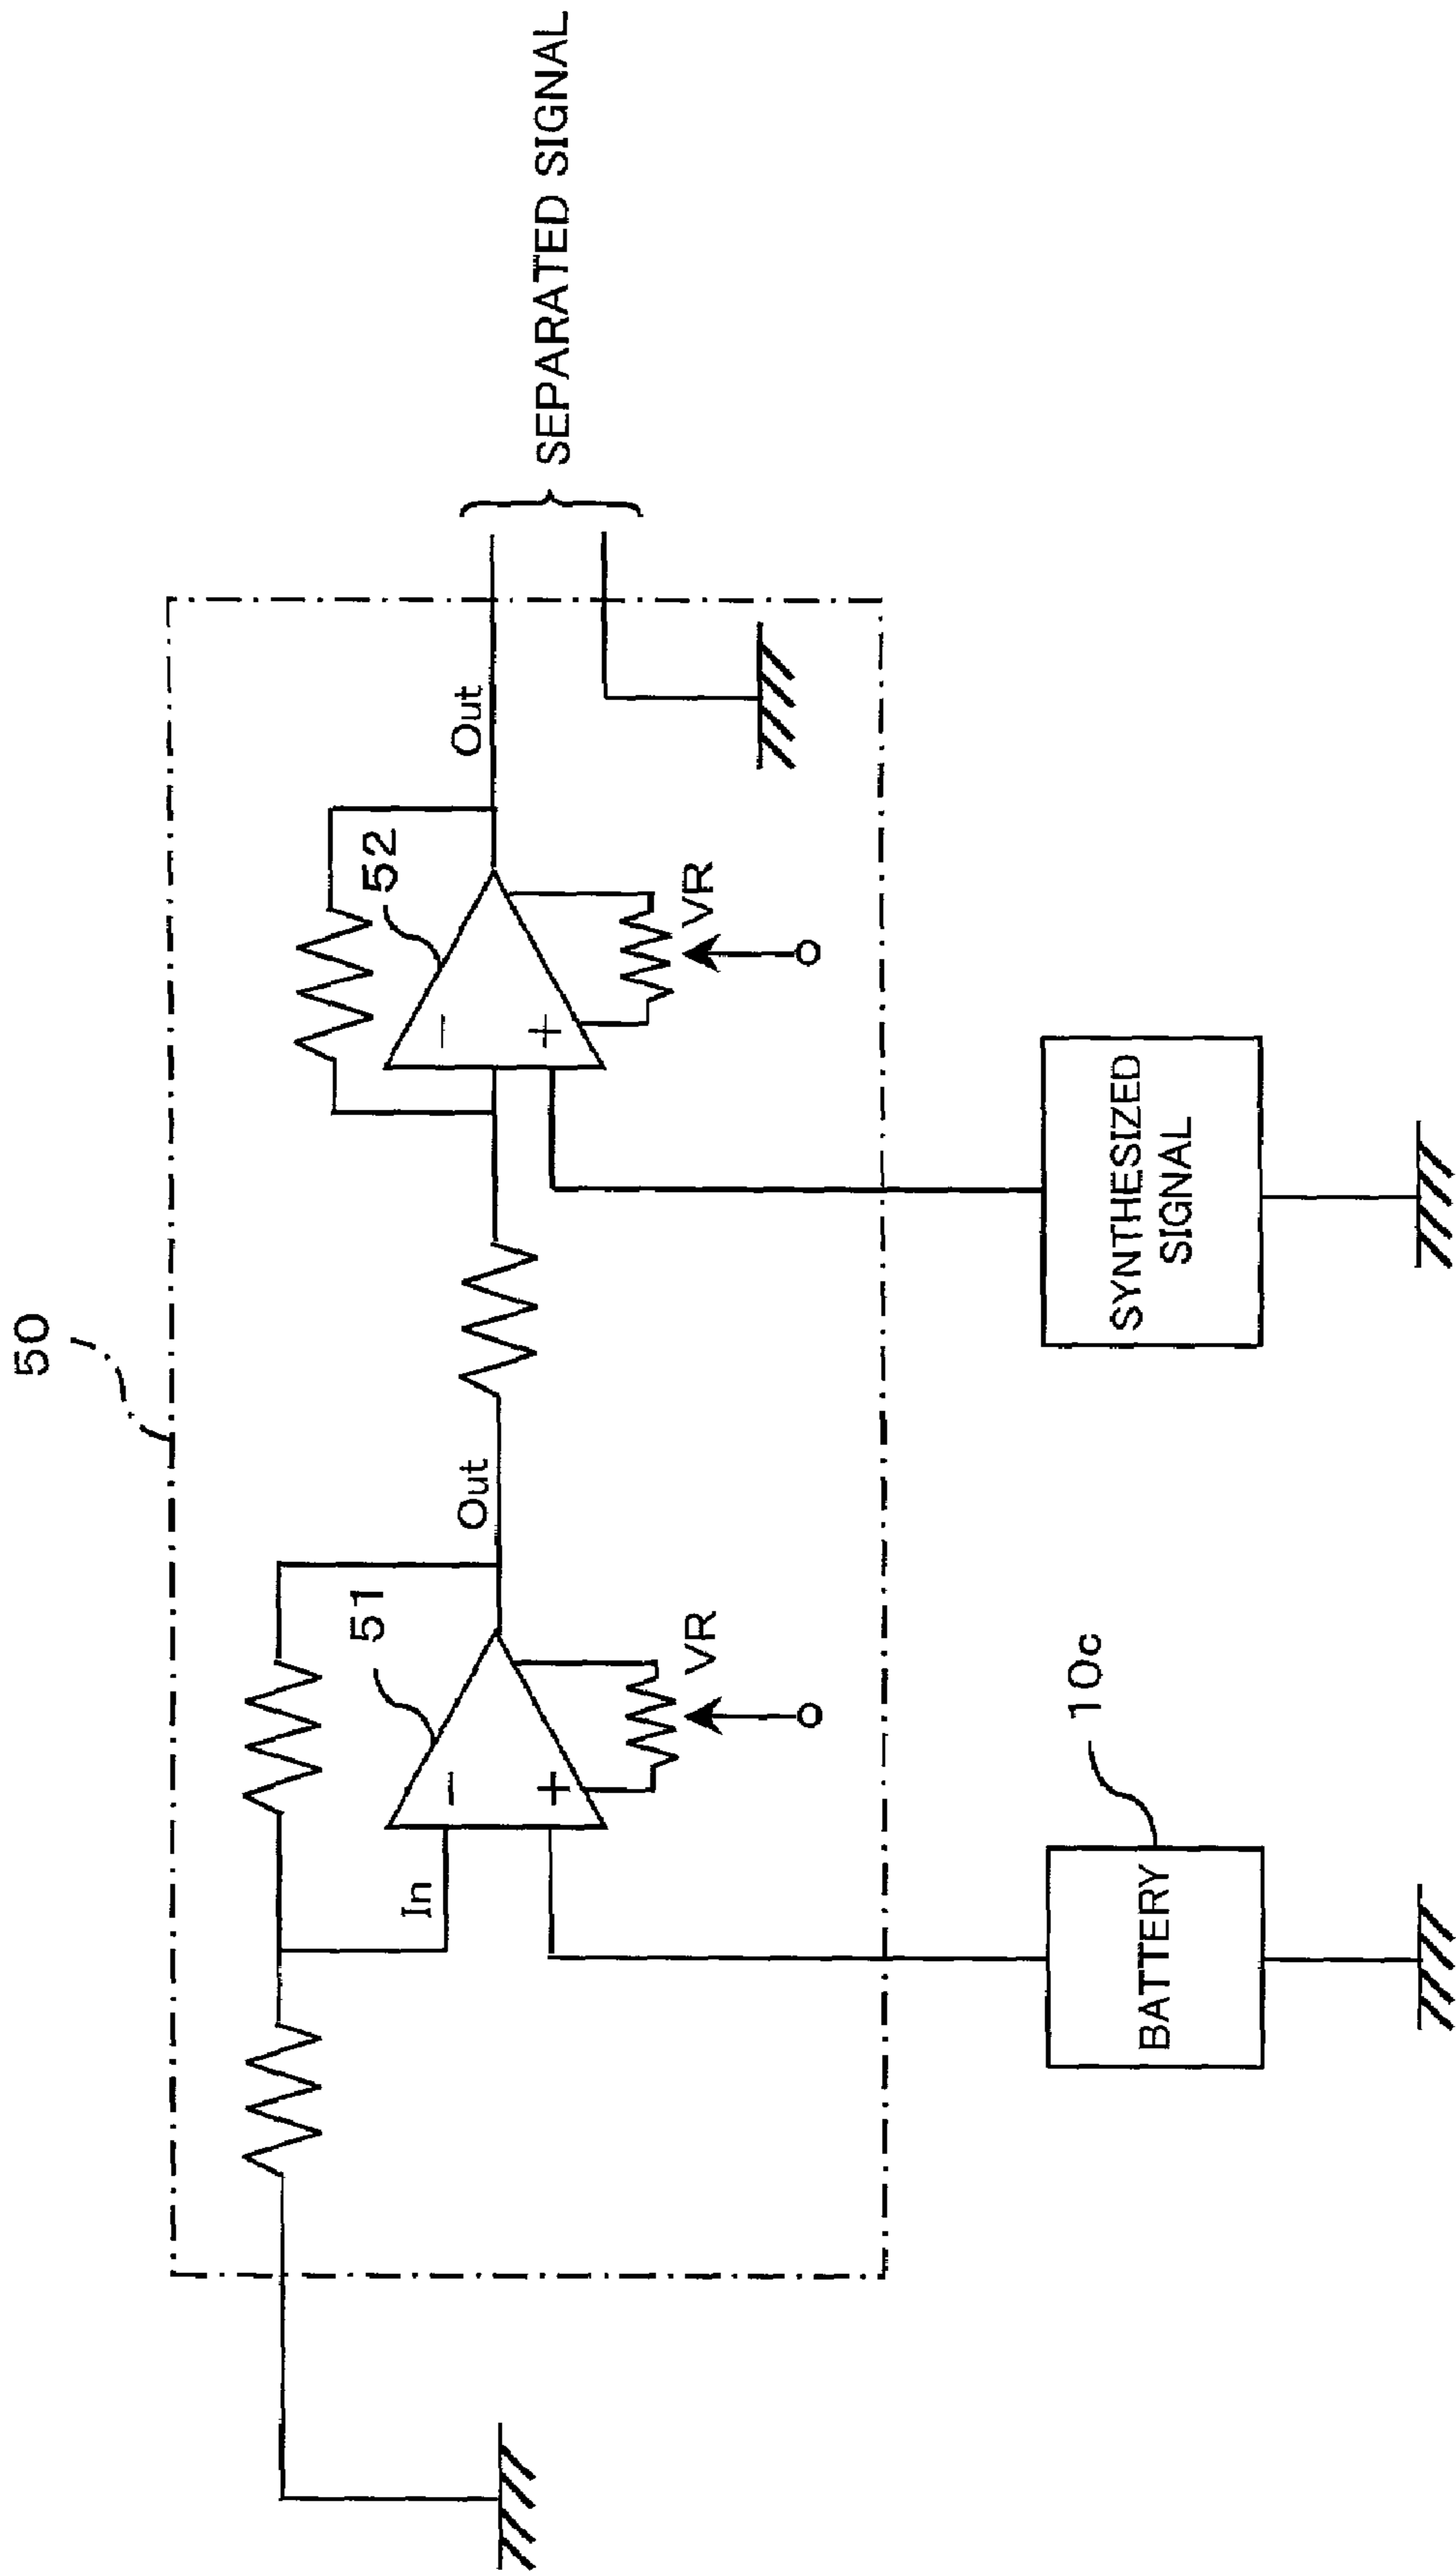 50
51
52
In
Out
Out
−
+
−
+
VR
VR
SEPARATED SIGNAL
BATTERY
10c
SYNTHESIZED
SIGNAL